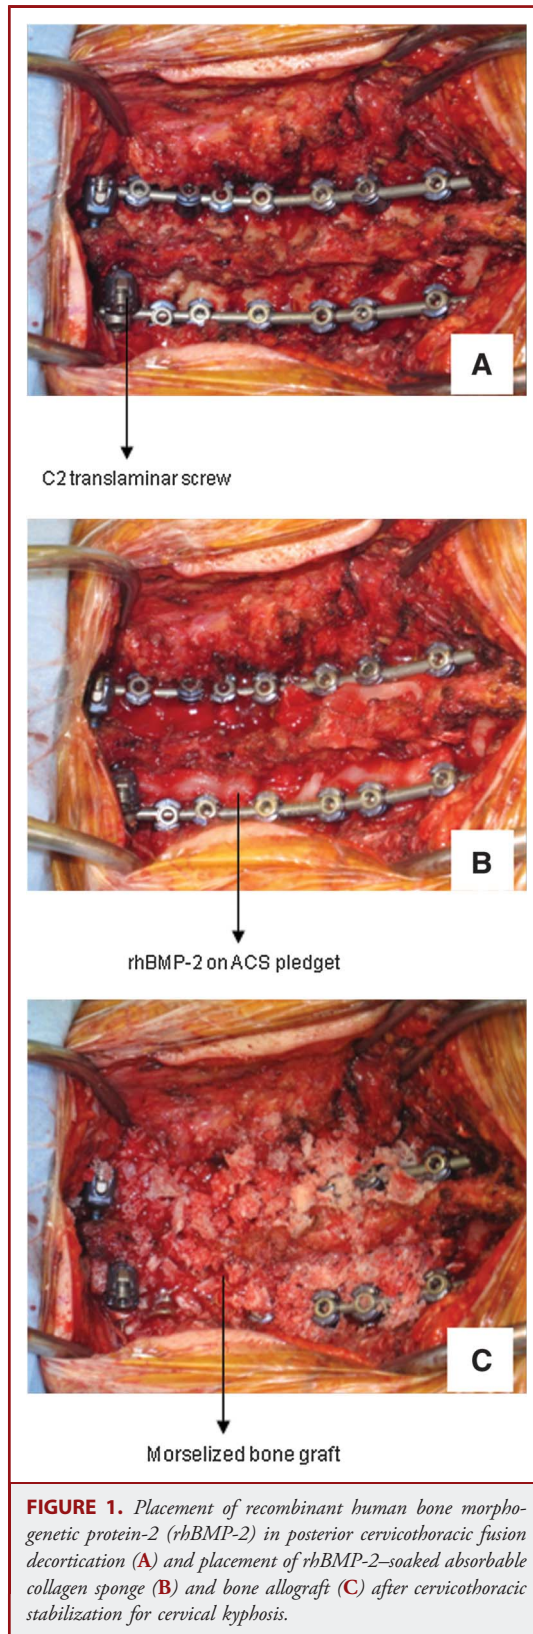 A
C2 translaminar screw
B
rhBMP-2 on ACS pledget
C
Morselized bone graft
FIGURE 1. Placement of recombinant human bone morpho-
genetic protein-2 (rhBMP-2) in posterior cervicothoracic fusion
decortication (A) and placement of rhBMP-2–soaked absorbable
collagen sponge (B) and bone allograft (C) after cervicothoracic
stabilization for cervical kyphosis.